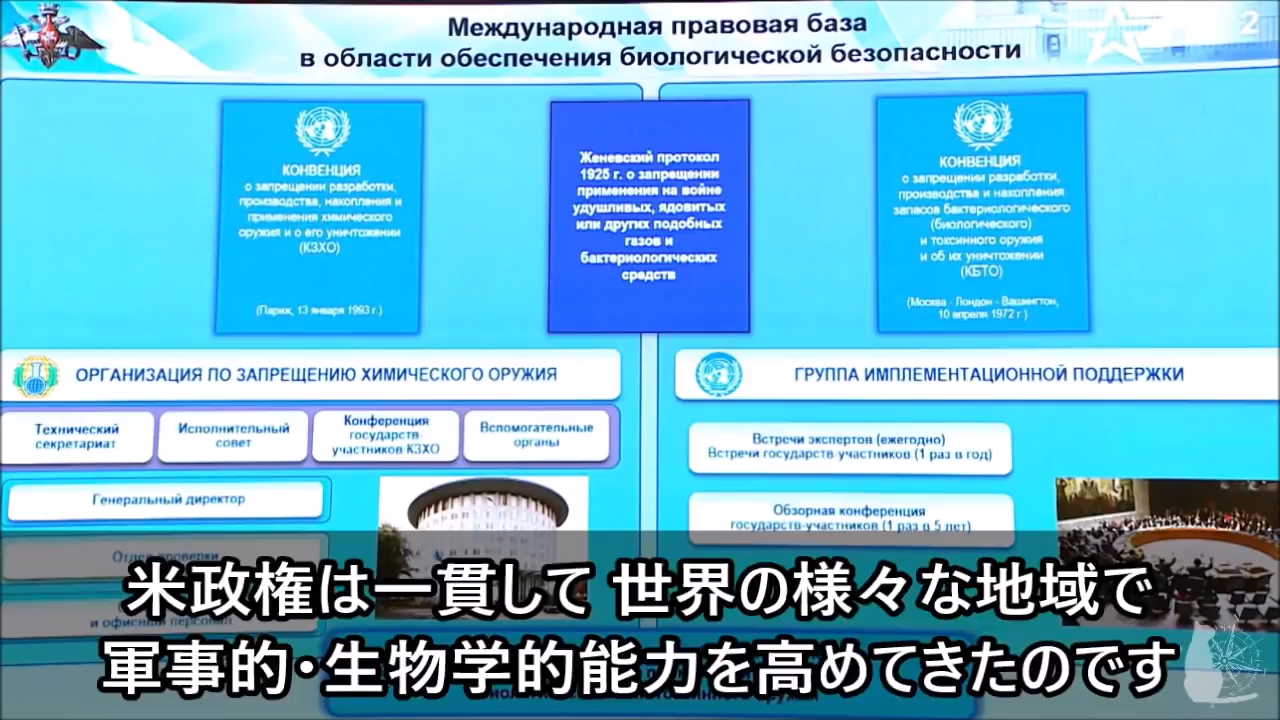 Международная правовая база
в области обеспечения биологической безопасности
2
КОНВЕНЦИЯ
о запрещении разработки,
производства, накопления и
применения химического
оружия и о его уничтожении
(КЗХО)
(Париж, 13 января 1993 г.)
Женевский протокол
1925 г. о запрещении
применения на войне
удушливых, ядовитых
или других подобных
газов и
бактериологических
средств
КОНВЕНЦИЯ
о запрещении разработки,
производства и накопления
запасов бактериологического
(биологического)
и токсинного оружия
и об их уничтожении
(КБТО)
(Москва - Лондон - Вашингтон,
10 апреля 1972 г.)
ОРГАНИЗАЦИЯ ПО ЗАПРЕЩЕНИЮ ХИМИЧЕСКОГО ОРУЖИЯ
Технический
секретариат
Исполнительный
совет
Конференция
государств-
участников КЗХО
Вспомогательные
органы
Генеральный директор
Отдел проверки
и офисный персонал
ГРУППА ИМПЛЕМЕНТАЦИОННОЙ ПОДДЕРЖКИ
Встречи экспертов (ежегодно)
Встречи государств-участников (1 раз в год)
Обзорная конференция
государств-участников (1 раз в 5 лет)
米政権は一貫して 世界の様々な地域で
軍事的・生物学的能力を高めてきたのです